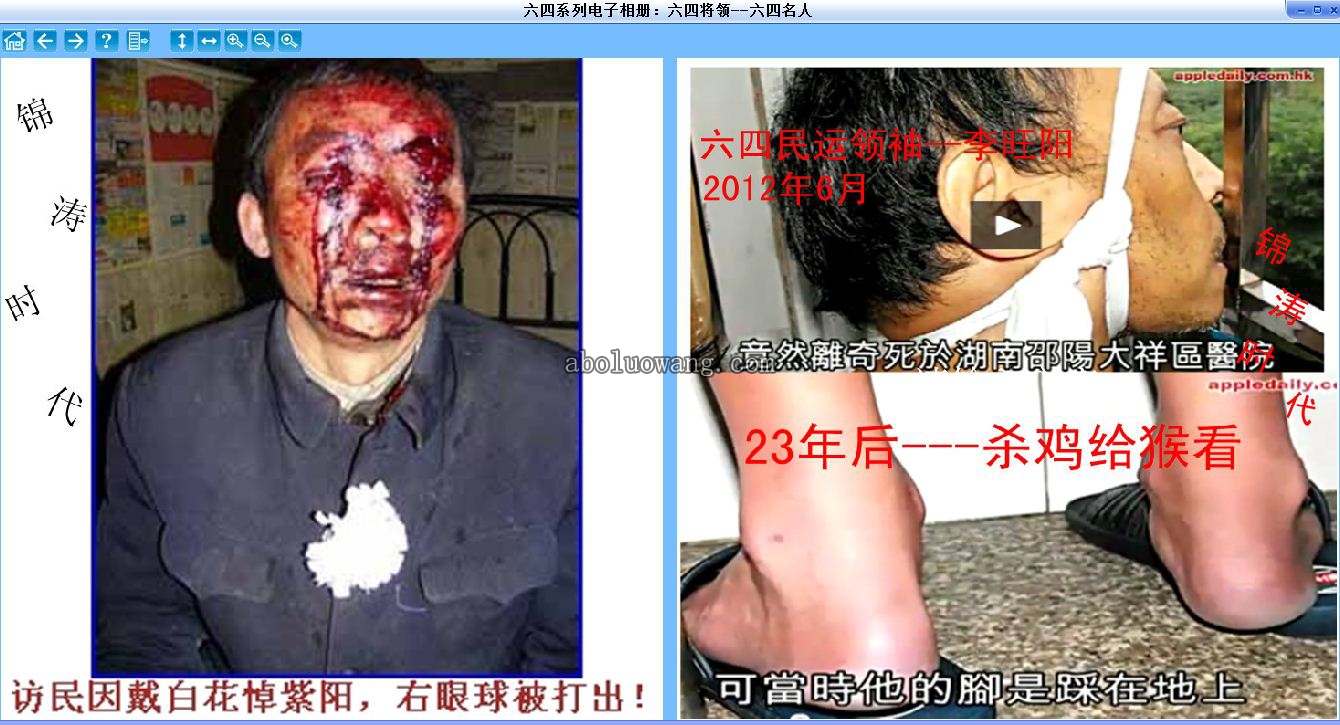 六四系列电子相册：六四将领--六四名人
锦
涛
时
代
访民因戴白花悼紫阳，右眼球被打出！
appledaily.com.hk
六四民运领袖--李旺阳
2012年6月
锦
涛
时
代
竟然離奇死於湖南邵陽大祥區醫院
aboluowang.com
appledaily.c
23年后---杀鸡给猴看
可當時他的腳是踩在地上